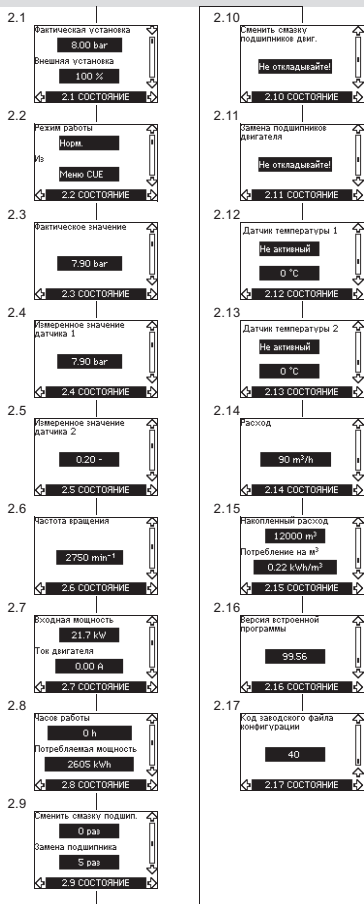 2.1
Фактическая установка
8.00 bar
Внешняя установка
100 %
2.1 СОСТОЯНИЕ
2.2
Режим работы
Норм.
Из
Меню CUE
2.2 СОСТОЯНИЕ
2.3
Фактическое значение
7.90 bar
2.3 СОСТОЯНИЕ
2.4
Измеренное значение
датчика 1
7.90 bar
2.4 СОСТОЯНИЕ
2.5
Измеренное значение
датчика 2
0.20 -
2.5 СОСТОЯНИЕ
2.6
Частота вращения
2750 min⁻¹
2.6 СОСТОЯНИЕ
2.7
Входная мощность
21.7 kW
Ток двигателя
0.00 A
2.7 СОСТОЯНИЕ
2.8
Часов работы
0 h
Потребляемая мощность
2605 kWh
2.8 СОСТОЯНИЕ
2.9
Сменить смазку подшип.
0 раз
Замена подшипника
5 раз
2.9 СОСТОЯНИЕ
2.10
Сменить смазку
подшипников двиг.
Не откладывайте!
2.10 СОСТОЯНИЕ
2.11
Замена подшипников
двигателя
Не откладывайте!
2.11 СОСТОЯНИЕ
2.12
Датчик температуры 1
Не активный
0 °C
2.12 СОСТОЯНИЕ
2.13
Датчик температуры 2
Не активный
0 °C
2.13 СОСТОЯНИЕ
2.14
Расход
90 m³/h
2.14 СОСТОЯНИЕ
2.15
Накопленный расход
12000 m³
Потребление на м³
0.22 kWh/m³
2.15 СОСТОЯНИЕ
2.16
Версия встроенной
программы
99.56
2.16 СОСТОЯНИЕ
2.17
Код заводского файла
конфигурации
40
2.17 СОСТОЯНИЕ